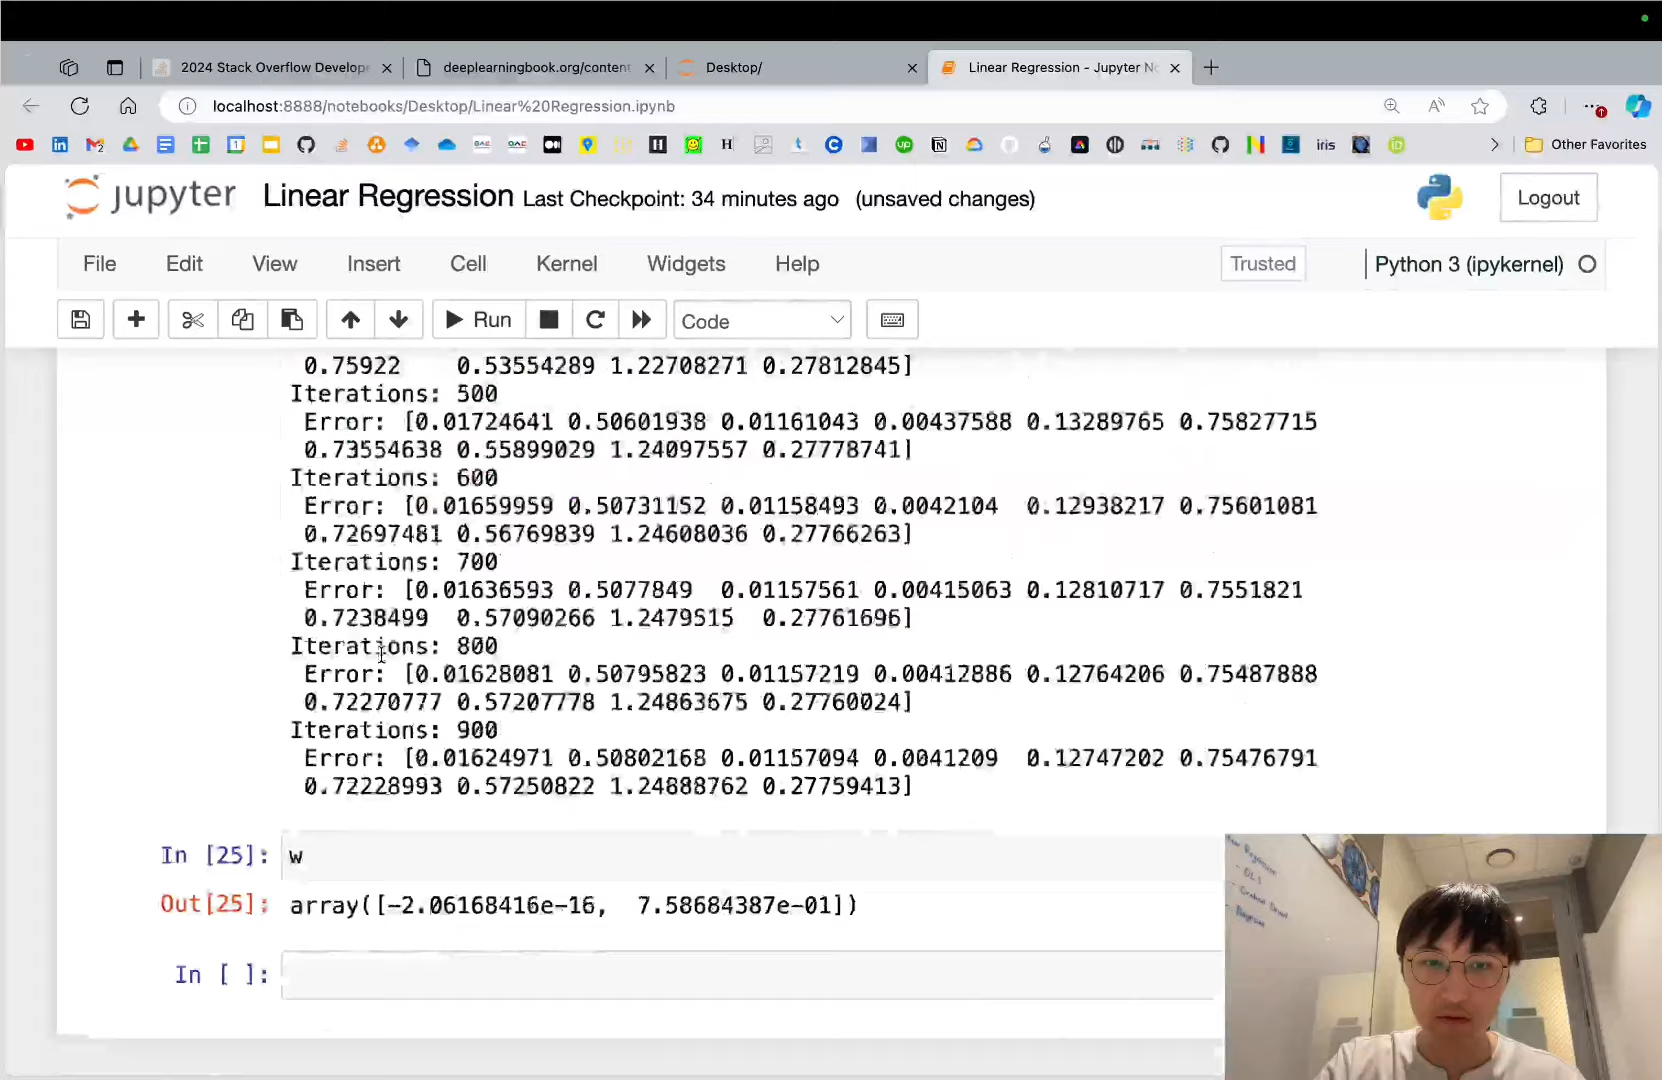 2024 Stack Overflow Develop
deeplearningbook.org/content
Desktop/
Linear Regression - Jupyter No
localhost:8888/notebooks/Desktop/Linear%20Regression.ipynb
iris
Other Favorites
jupyter Linear Regression Last Checkpoint: 34 minutes ago (unsaved changes)
Logout
File Edit View Insert Cell Kernel Widgets Help
Trusted
Python 3 (ipykernel)
Run
Code
0.75922 0.53554289 1.22708271 0.27812845]
Iterations: 500
Error: [0.01724641 0.50601938 0.01161043 0.00437588 0.13289765 0.75827715
0.73554638 0.55899029 1.24097557 0.27778741]
Iterations: 600
Error: [0.01659959 0.50731152 0.01158493 0.0042104 0.12938217 0.75601081
0.72697481 0.56769839 1.24608036 0.27766263]
Iterations: 700
Error: [0.01636593 0.5077849 0.01157561 0.00415063 0.12810717 0.7551821
0.7238499 0.57090266 1.2479515 0.27761696]
Iterations: 800
Error: [0.01628081 0.50795823 0.01157219 0.00412886 0.12764206 0.75487888
0.72270777 0.57207778 1.24863675 0.27760024]
Iterations: 900
Error: [0.01624971 0.50802168 0.01157094 0.0041209 0.12747202 0.75476791
0.72228993 0.57250822 1.24888762 0.27759413]
In [25]: w
Out[25]: array([-2.06168416e-16, 7.58684387e-01])
In [ ]:
Regression
- OLS